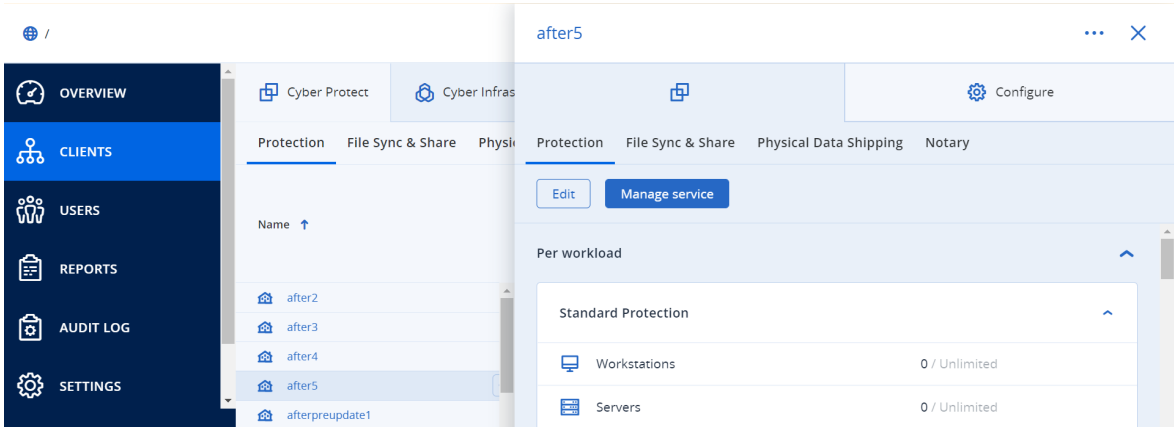 /
OVERVIEW
CLIENTS
USERS
REPORTS
AUDIT LOG
SETTINGS
Cyber Protect
Cyber Infras
Protection File Sync & Share Physi
Name
after2
after3
after4
after5
afterpreupdate1
after5
Configure
Protection File Sync & Share Physical Data Shipping Notary
Edit Manage service
Per workload
Standard Protection
Workstations 0 / Unlimited
Servers 0 / Unlimited